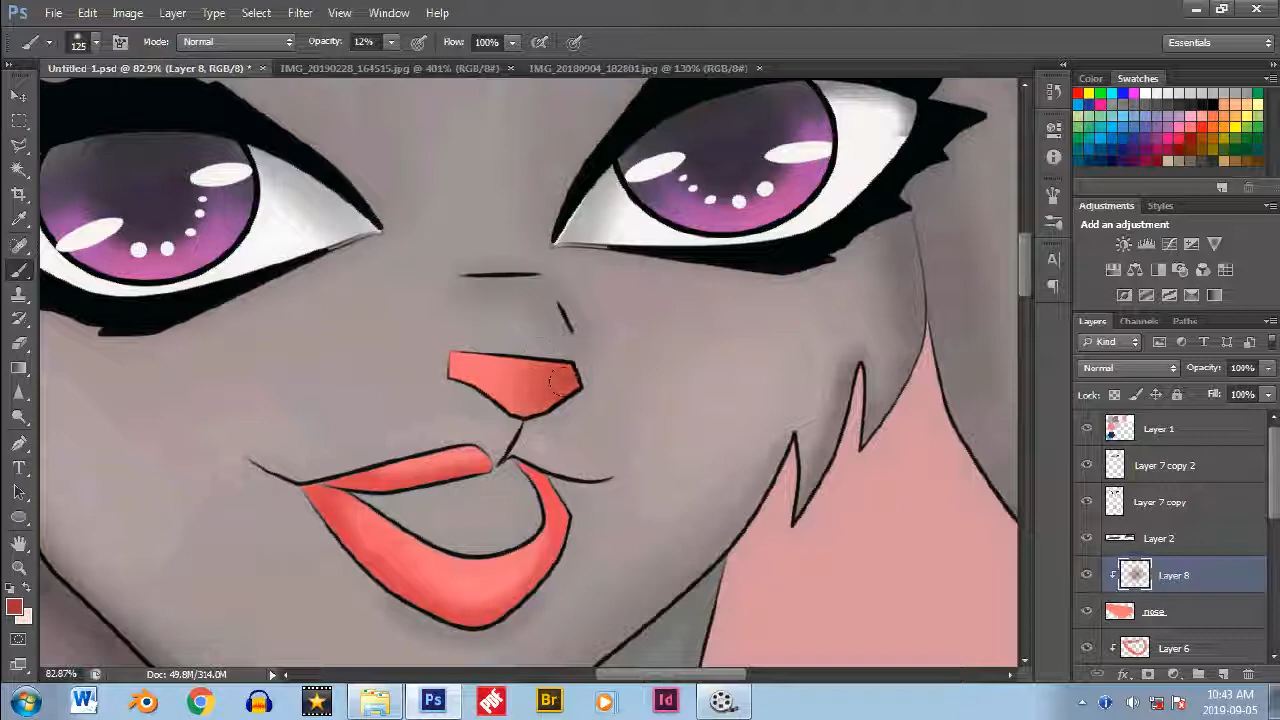 Ps File Edit Image Layer Type Select Filter View Window Help
125 Mode: Normal Opacity: 12% Flow: 100% Essentials
Untitled-1.psd @ 82.9% (Layer 8, RGB/8) * × IMG_20190228_164515.jpg @ 401% (RGB/8#) × IMG_20180904_182801.jpg @ 130% (RGB/8#) ×
Color Swatches
Adjustments Styles
Add an adjustment
Layers Channels Paths
Kind
Normal Opacity: 100%
Lock: Fill: 100%
Layer 1
Layer 7 copy 2
Layer 7 copy
Layer 2
Layer 8
nose
Layer 6
82.87% Doc: 49.8M/314.0M
W Ps Br Id
10:43 AM
2019-09-05